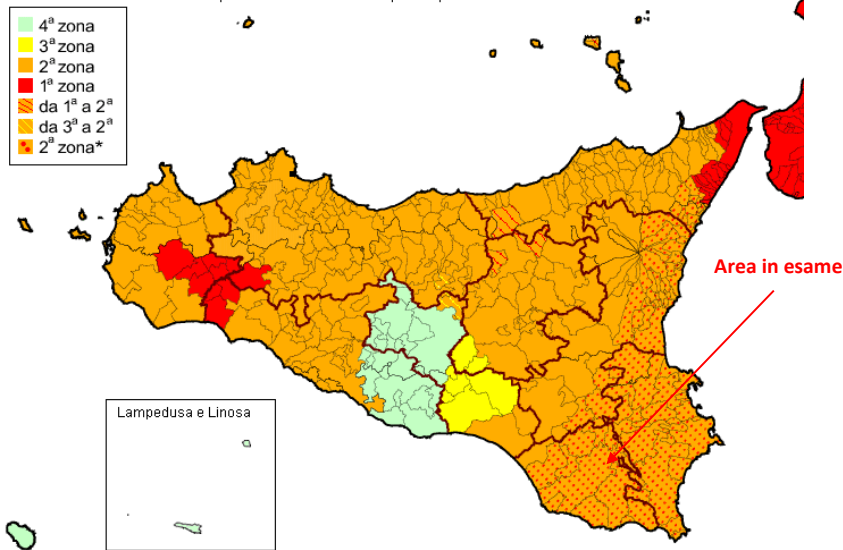 4ª zona
3ª zona
2ª zona
1ª zona
da 1ª a 2ª
da 3ª a 2ª
2ª zona*
Area in esame
Lampedusa e Linosa